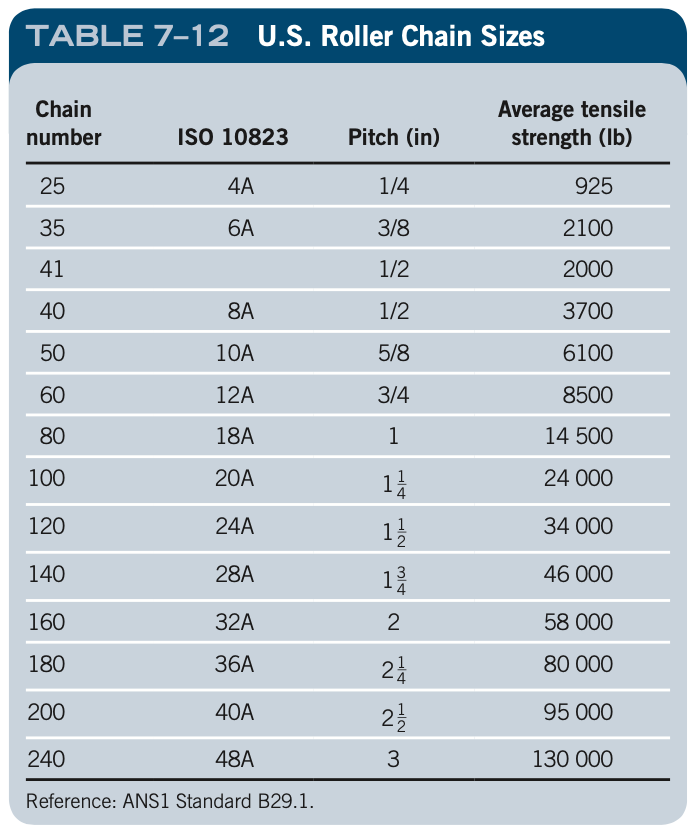 TABLE 7–12 U.S. Roller Chain Sizes
Chain number ISO 10823 Pitch (in) Average tensile strength (lb)
25 4A 1/4 925
35 6A 3/8 2100
41 1/2 2000
40 8A 1/2 3700
50 10A 5/8 6100
60 12A 3/4 8500
80 18A 1 14 500
100 20A 1 1/4 24 000
120 24A 1 1/2 34 000
140 28A 1 3/4 46 000
160 32A 2 58 000
180 36A 2 1/4 80 000
200 40A 2 1/2 95 000
240 48A 3 130 000
Reference: ANS1 Standard B29.1.